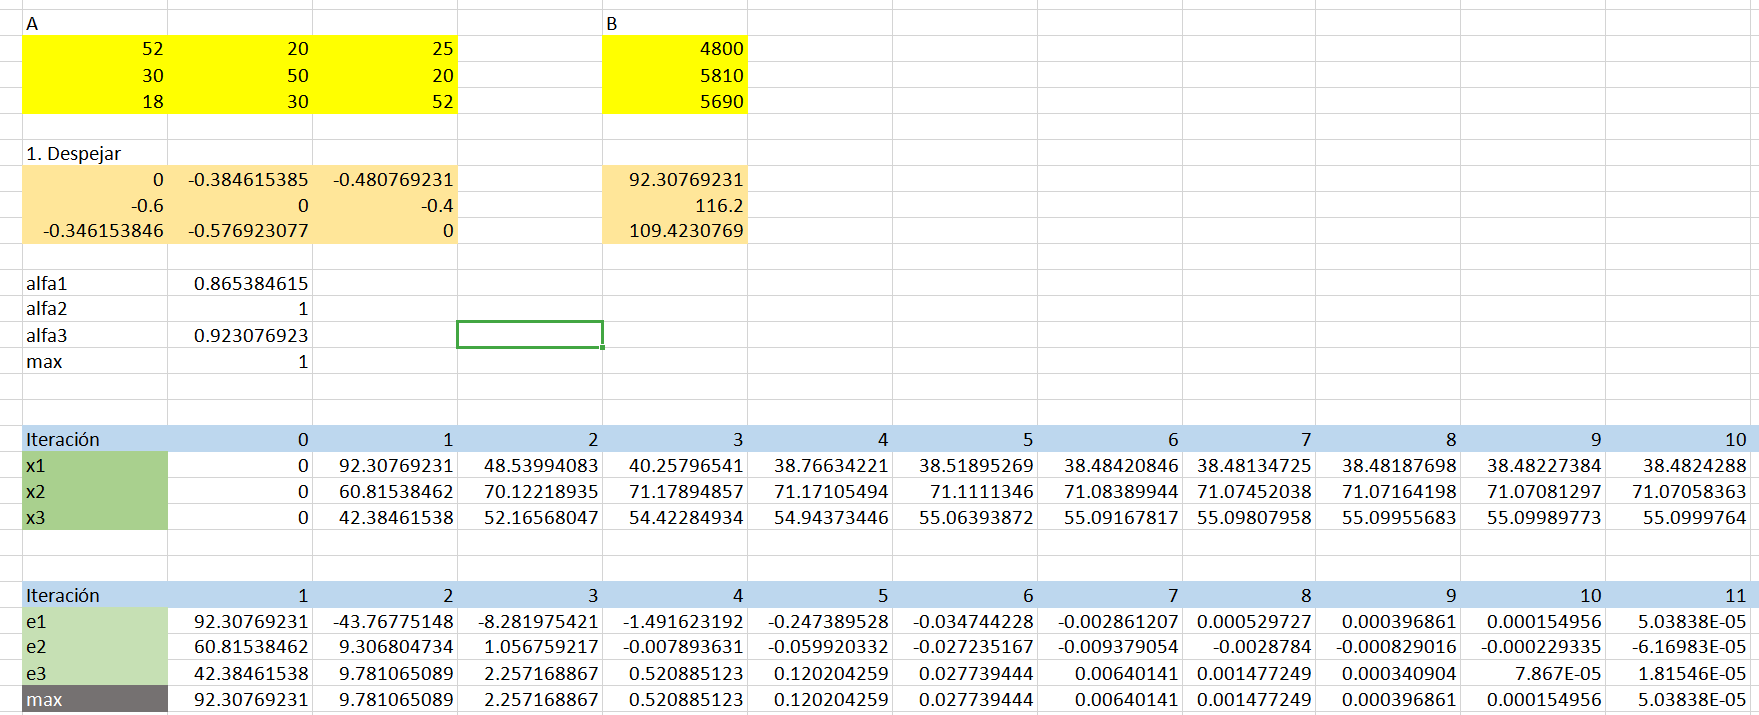 A B
52 20 25 4800
30 50 20 5810
18 30 52 5690
1. Despejar
0 -0.384615385 -0.480769231 92.30769231
-0.6 0 -0.4 116.2
-0.346153846 -0.576923077 0 109.4230769
alfa1 0.865384615
alfa2 1
alfa3 0.923076923
max 1
Iteración 0 1 2 3 4 5 6 7 8 9 10
x1 0 92.30769231 48.53994083 40.25796541 38.76634221 38.51895269 38.48420846 38.48134725 38.48187698 38.48227384 38.4824288
x2 0 60.81538462 70.12218935 71.17894857 71.17105494 71.1111346 71.08389944 71.07452038 71.07164198 71.07081297 71.07058363
x3 0 42.38461538 52.16568047 54.42284934 54.94373446 55.06393872 55.09167817 55.09807958 55.09955683 55.09989773 55.0999764
Iteración 1 2 3 4 5 6 7 8 9 10 11
e1 92.30769231 -43.76775148 -8.281975421 -1.491623192 -0.247389528 -0.034744228 -0.002861207 0.000529727 0.000396861 0.000154956 5.03838E-05
e2 60.81538462 9.306804734 1.056759217 -0.007893631 -0.059920332 -0.027235167 -0.009379054 -0.0028784 -0.000829016 -0.000229335 -6.16983E-05
e3 42.38461538 9.781065089 2.257168867 0.520885123 0.120204259 0.027739444 0.00640141 0.001477249 0.000340904 7.867E-05 1.81546E-05
max 92.30769231 9.781065089 2.257168867 0.520885123 0.120204259 0.027739444 0.00640141 0.001477249 0.000396861 0.000154956 5.03838E-05